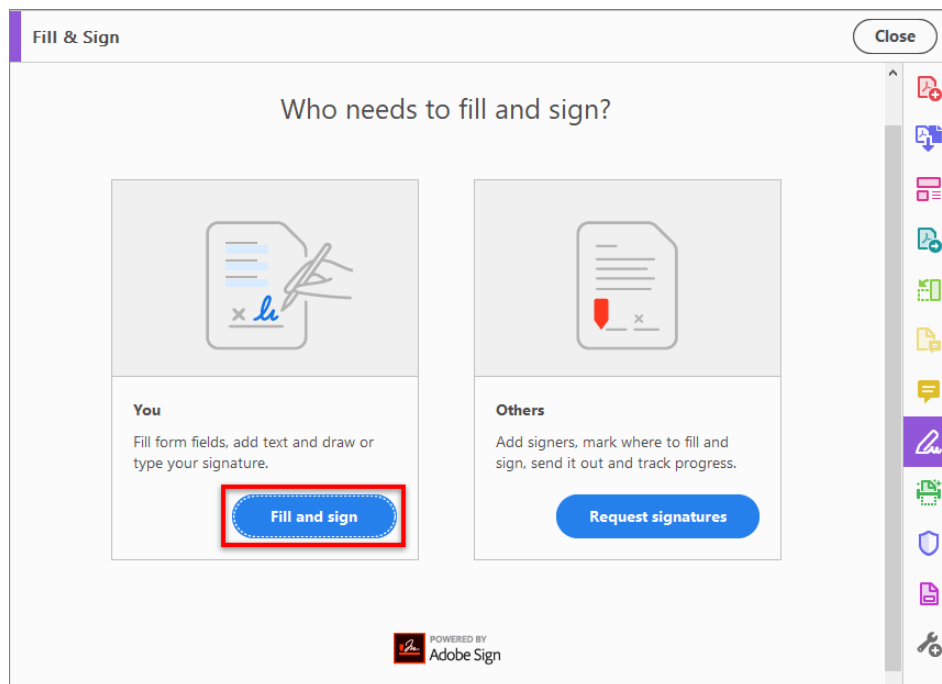 Fill & Sign
Close
Who needs to fill and sign?
You
Fill form fields, add text and draw or
type your signature.
Fill and sign
Others
Add signers, mark where to fill and
sign, send it out and track progress.
Request signatures
POWERED BY
Adobe Sign